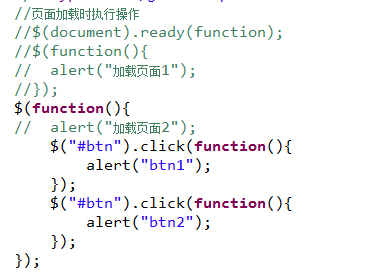 //页面加载时执行操作
//$(document).ready(function);
//$(function(){
//  alert("加载页面1");
//});
$(function(){
//  alert("加载页面2");
    $("#btn").click(function(){
        alert("btn1");
    });
    $("#btn").click(function(){
        alert("btn2");
    });
});